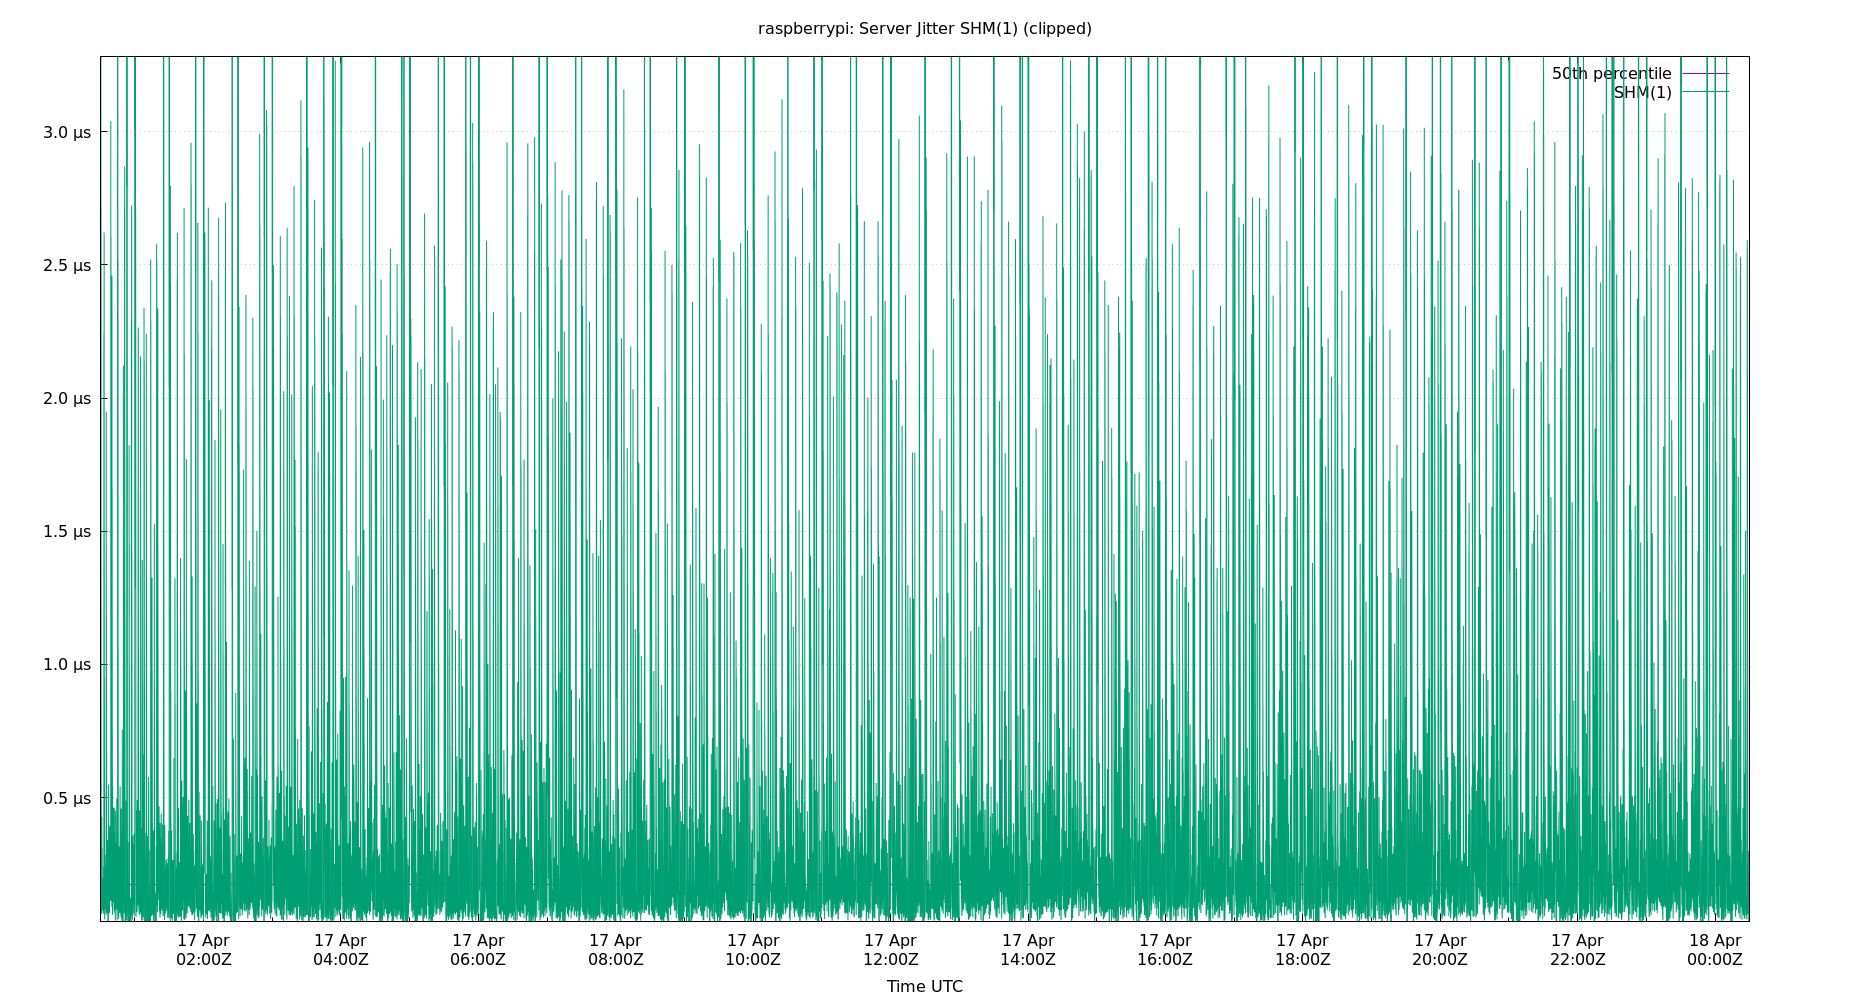 raspberrypi: Server Jitter SHM(1) (clipped)
50th percentile
SHM(1)
3.0 µs
2.5 µs
2.0 µs
1.5 µs
1.0 µs
0.5 µs
17 Apr 17 Apr 17 Apr 17 Apr 17 Apr 17 Apr 17 Apr 17 Apr 17 Apr 17 Apr 17 Apr 18 Apr
02:00Z 04:00Z 06:00Z 08:00Z 10:00Z 12:00Z 14:00Z 16:00Z 18:00Z 20:00Z 22:00Z 00:00Z
Time UTC